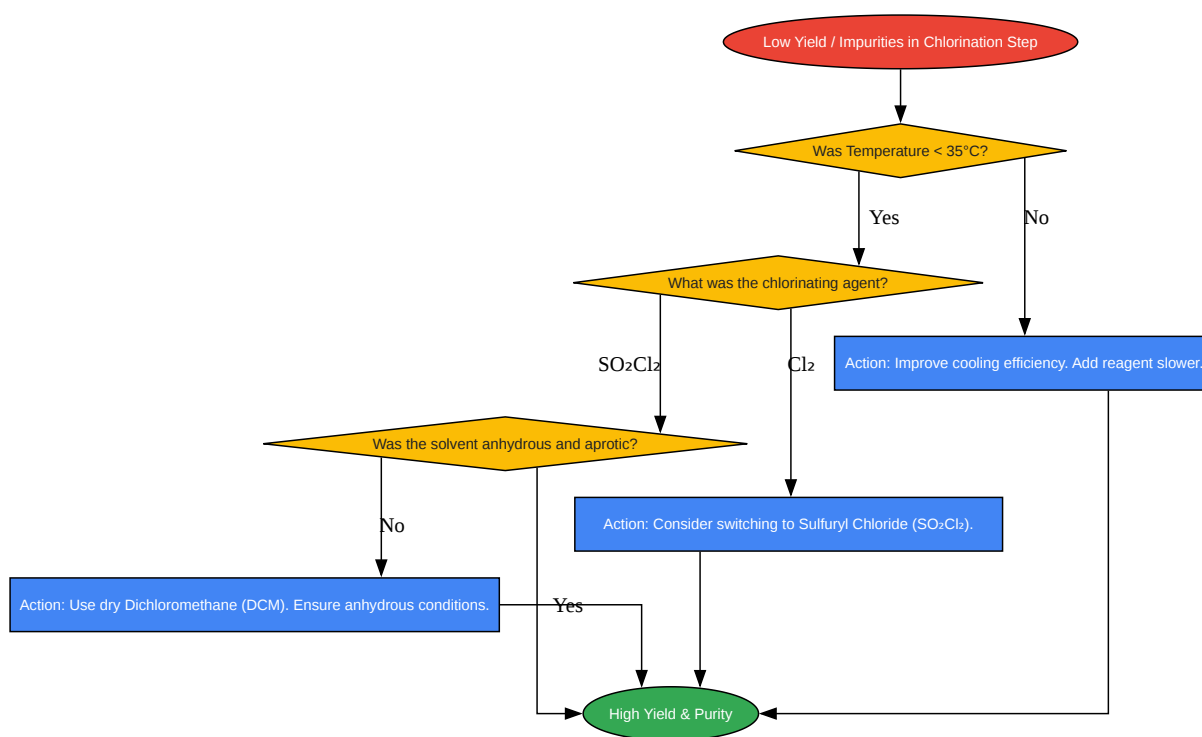 Low Yield / Impurities in Chlorination Step
Was Temperature < 35°C?
Yes
No
What was the chlorinating agent?
SO₂Cl₂
Cl₂
Action: Improve cooling efficiency. Add reagent slower.
Was the solvent anhydrous and aprotic?
No
Action: Consider switching to Sulfuryl Chloride (SO₂Cl₂).
Action: Use dry Dichloromethane (DCM). Ensure anhydrous conditions.
Yes
High Yield & Purity